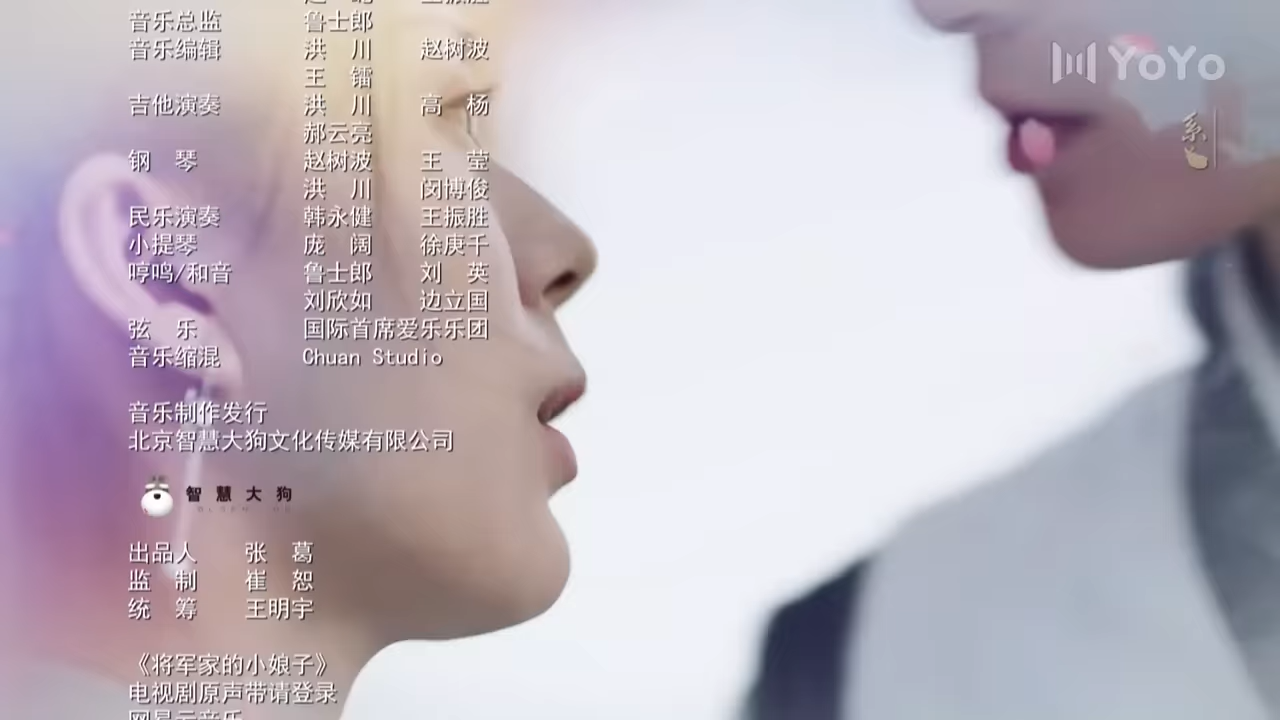 音乐总监 鲁士郎
音乐编辑 洪 川 赵树波
王 镭
吉他演奏 洪 川 高 杨
郝云亮
钢 琴 赵树波 王 莹
洪 川 闵博俊
民乐演奏 韩永健 王振胜
小提琴 庞 阔 徐庚千
哼鸣/和音 鲁士郎 刘 英
刘欣如 边立国
弦 乐 国际首席爱乐乐团
音乐缩混 Chuan Studio
音乐制作发行
北京智慧大狗文化传媒有限公司
智慧大狗
出品人 张 葛
监 制 崔 恕
统 筹 王明宇
《将军家的小娘子》
电视剧原声带请登录
网易云音乐
YoYo